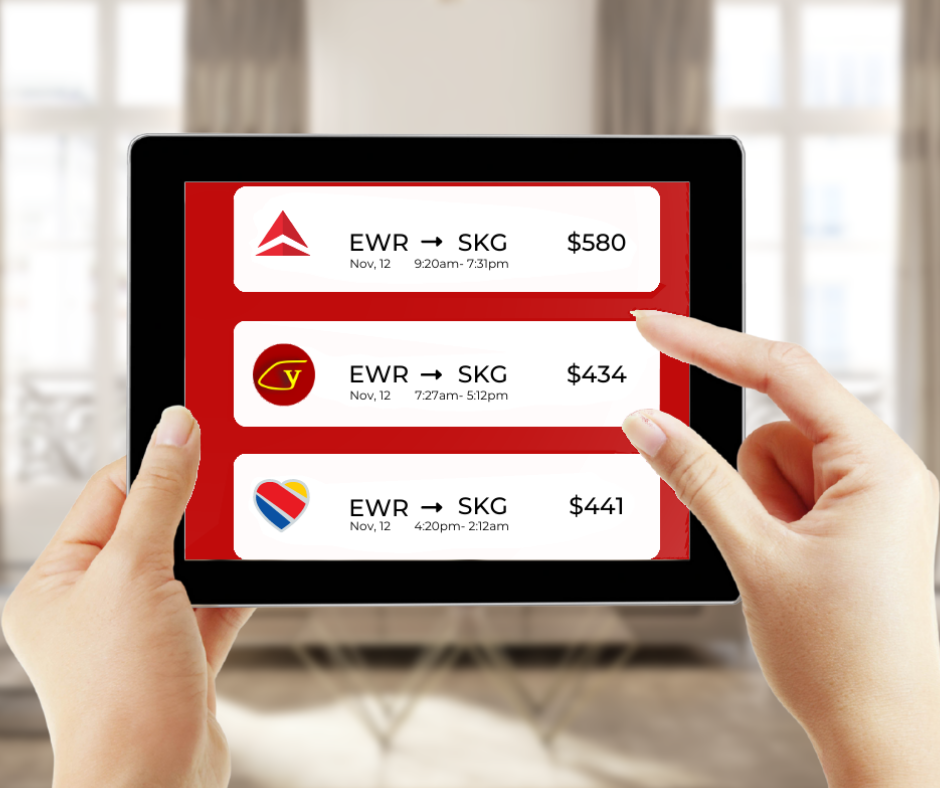 EWR → SKG $580
Nov, 12 9:20am- 7:31pm
y
EWR → SKG $434
Nov, 12 7:27am- 5:12pm
EWR → SKG $441
Nov, 12 4:20pm- 2:12am